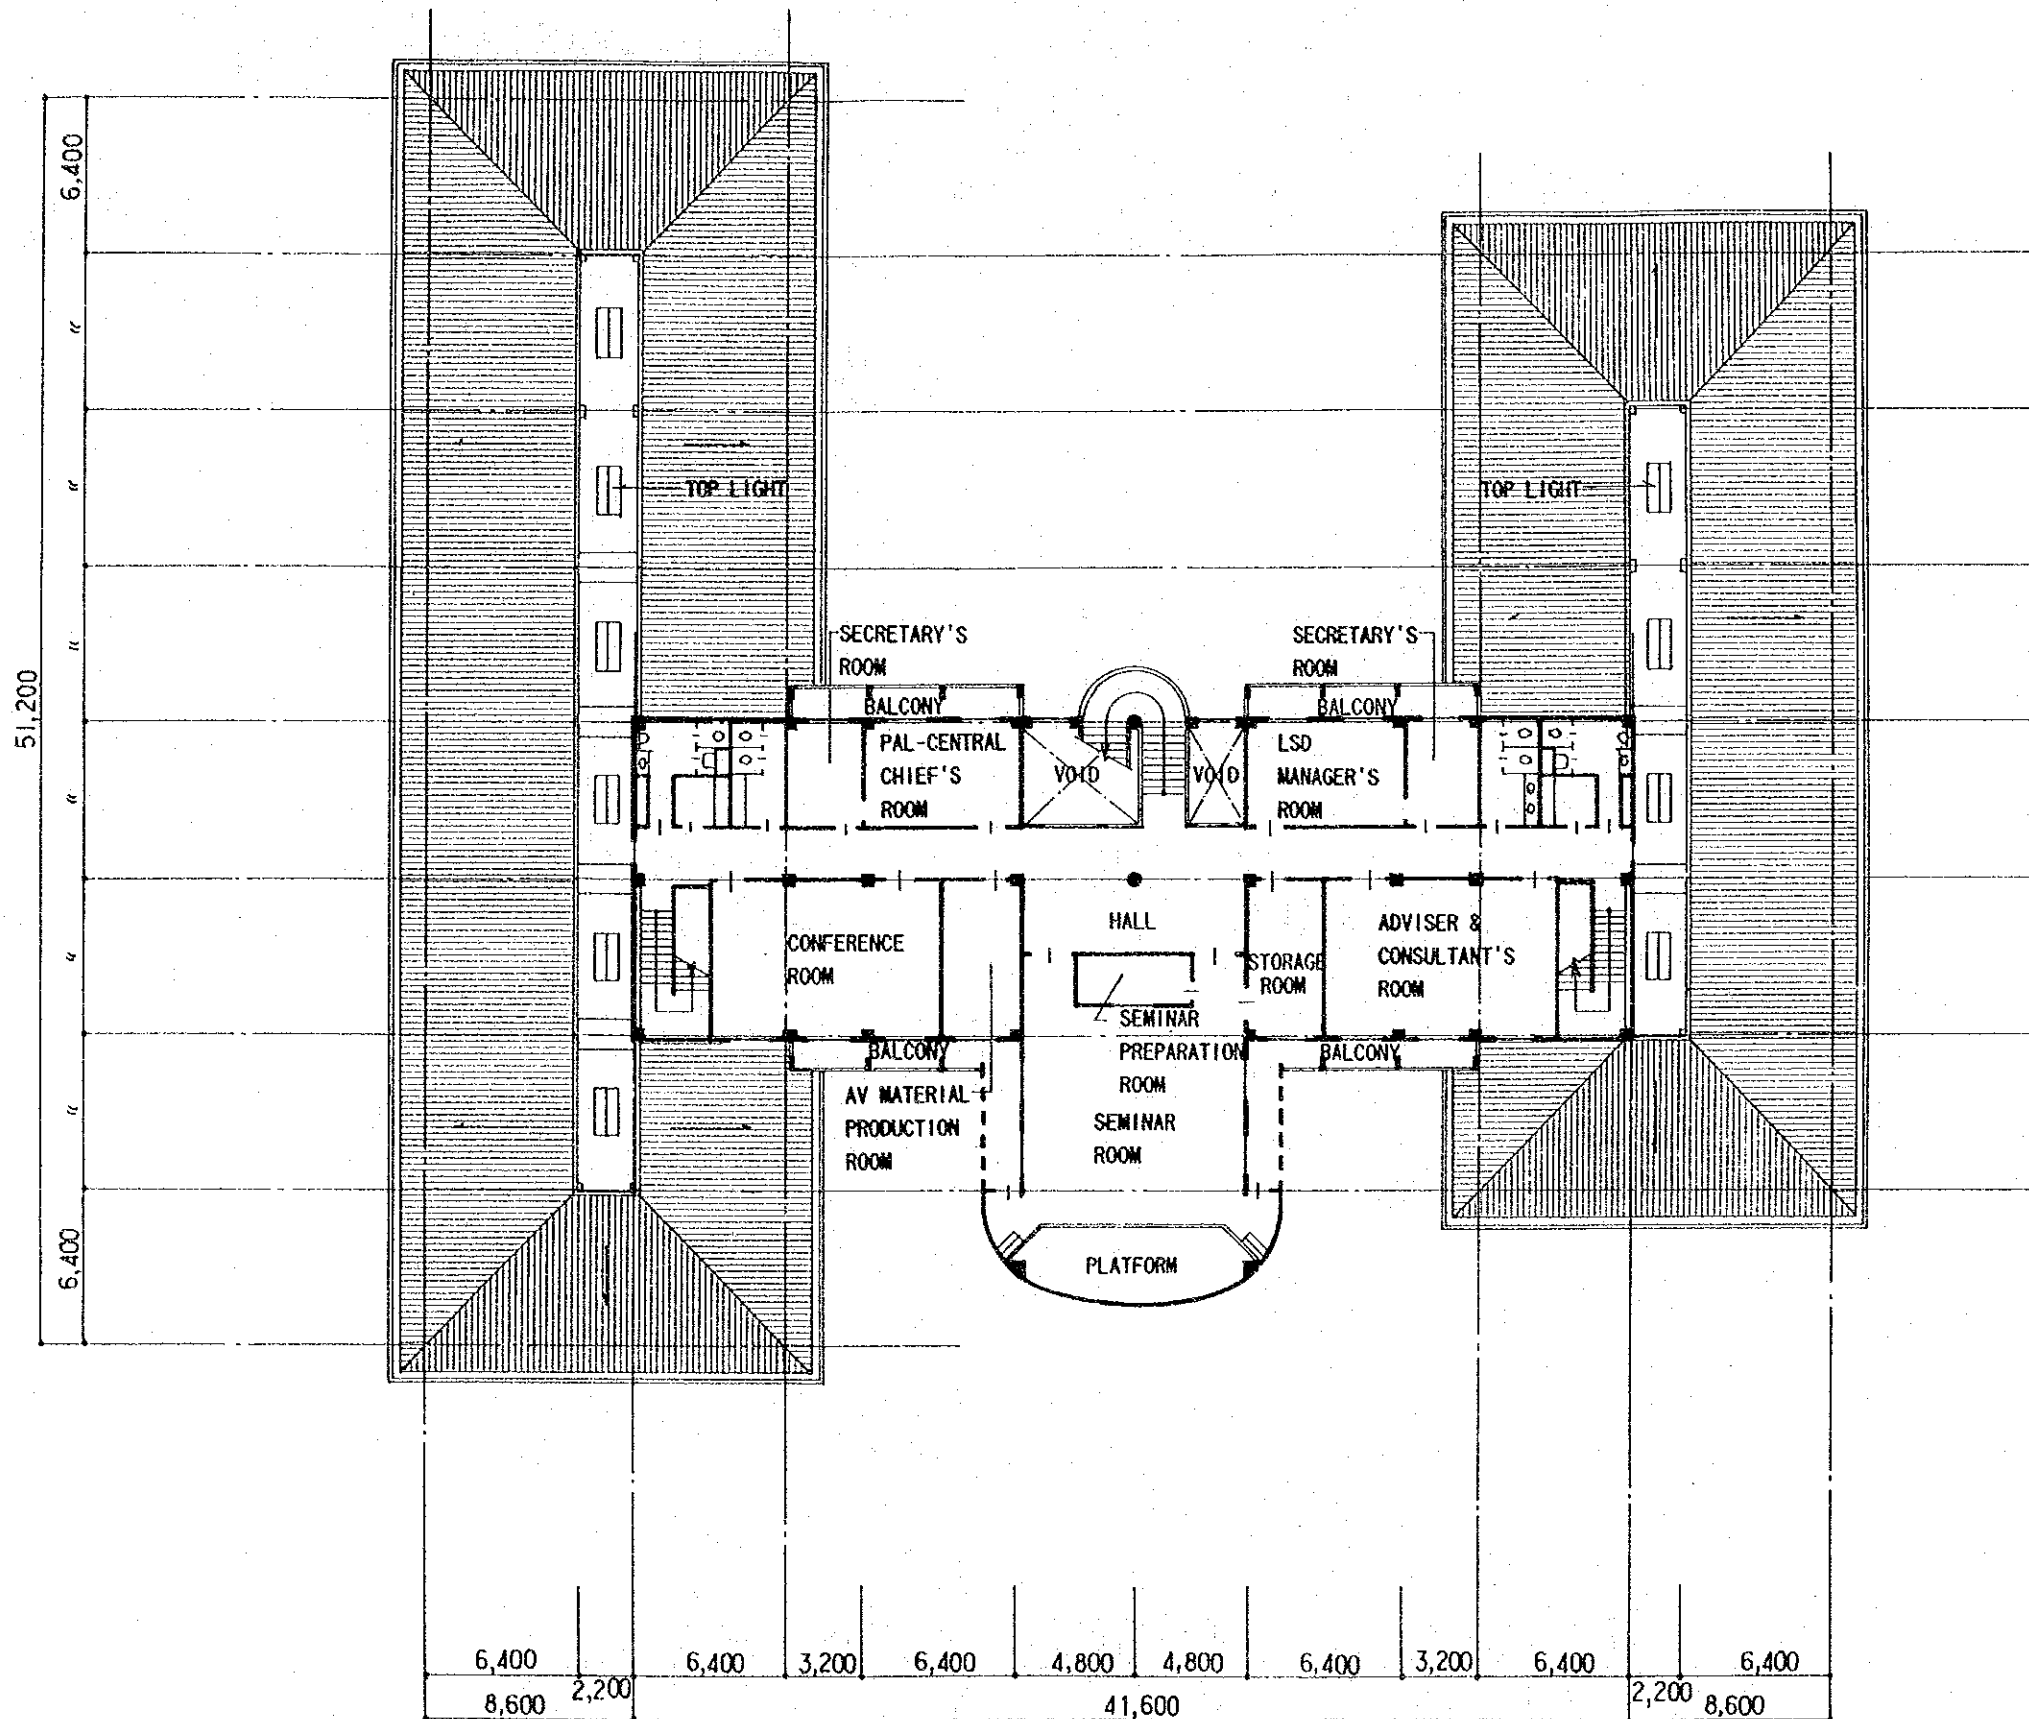 6,400
〃
〃
TOP LIGHT
TOP LIGHT
〃
51,200
SECRETARY'S
ROOM
SECRETARY'S
ROOM
BALCONY
BALCONY
PAL-CENTRAL
CHIEF'S
ROOM
VOID
VOID
LSD
MANAGER'S
ROOM
〃
〃
CONFERENCE
ROOM
HALL
STORAGE
ROOM
ADVISER &
CONSULTANT'S
ROOM
SEMINAR
PREPARATION
ROOM
BALCONY
BALCONY
〃
AV MATERIAL
PRODUCTION
ROOM
SEMINAR
ROOM
6,400
PLATFORM
6,400 6,400 3,200 6,400 4,800 4,800 6,400 3,200 6,400 6,400
2,200 2,200
8,600 41,600 8,600